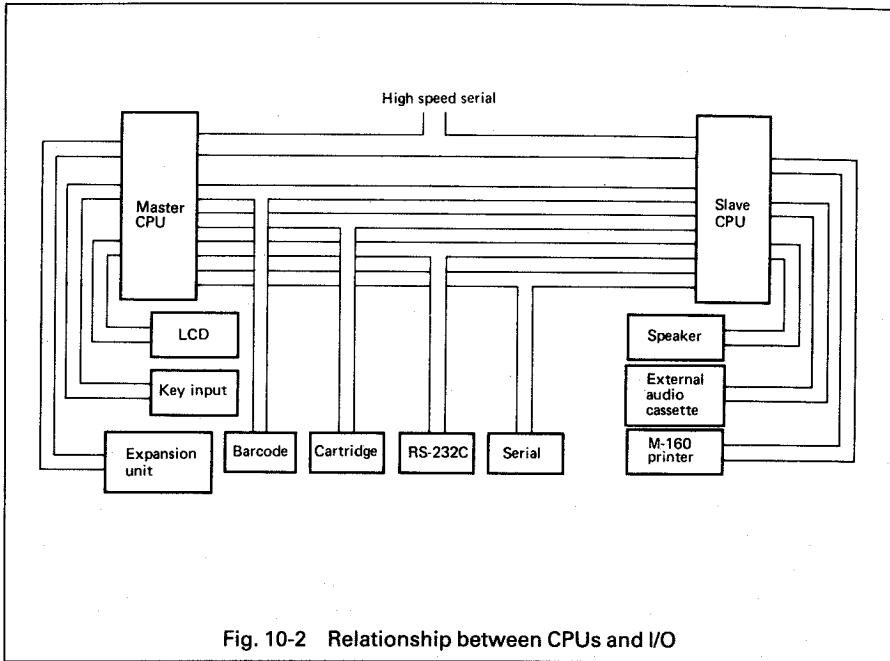 High speed serial
Master
CPU
Slave
CPU
LCD
Key input
Expansion
unit
Barcode
Cartridge
RS-232C
Serial
Speaker
External
audio
cassette
M-160
printer
Fig. 10-2 Relationship between CPUs and I/O